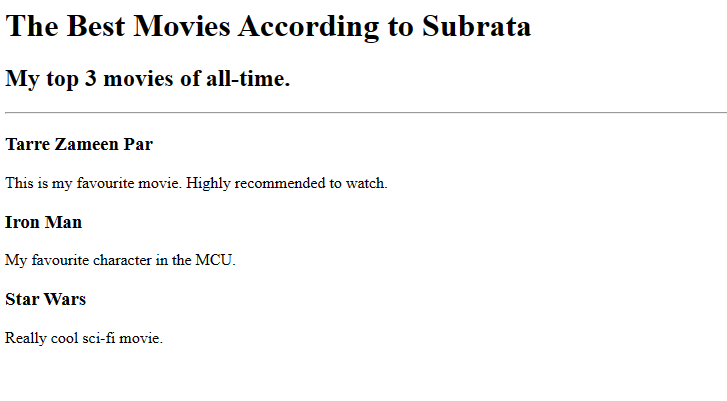 The Best Movies According to Subrata
My top 3 movies of all-time.
Tarre Zameen Par
This is my favourite movie. Highly recommended to watch.
Iron Man
My favourite character in the MCU.
Star Wars
Really cool sci-fi movie.